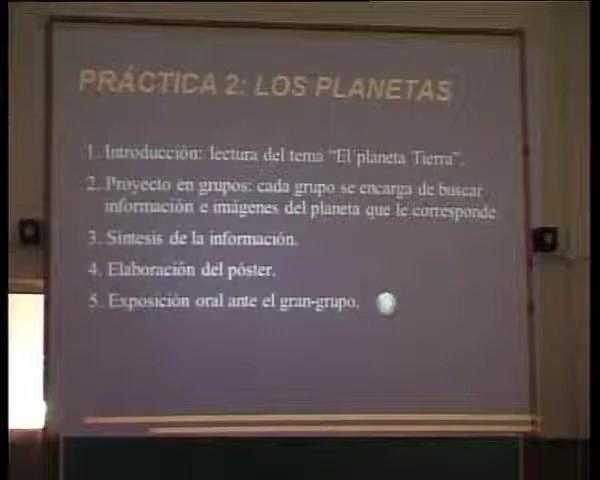 PRÁCTICA 2: LOS PLANETAS
1. Introducción: lectura del tema "El planeta Tierra".
2. Proyecto en grupos: cada grupo se encarga de buscar
información e imágenes del planeta que le corresponde
3. Síntesis de la información.
4. Elaboración del póster.
5. Exposición oral ante el gran-grupo.